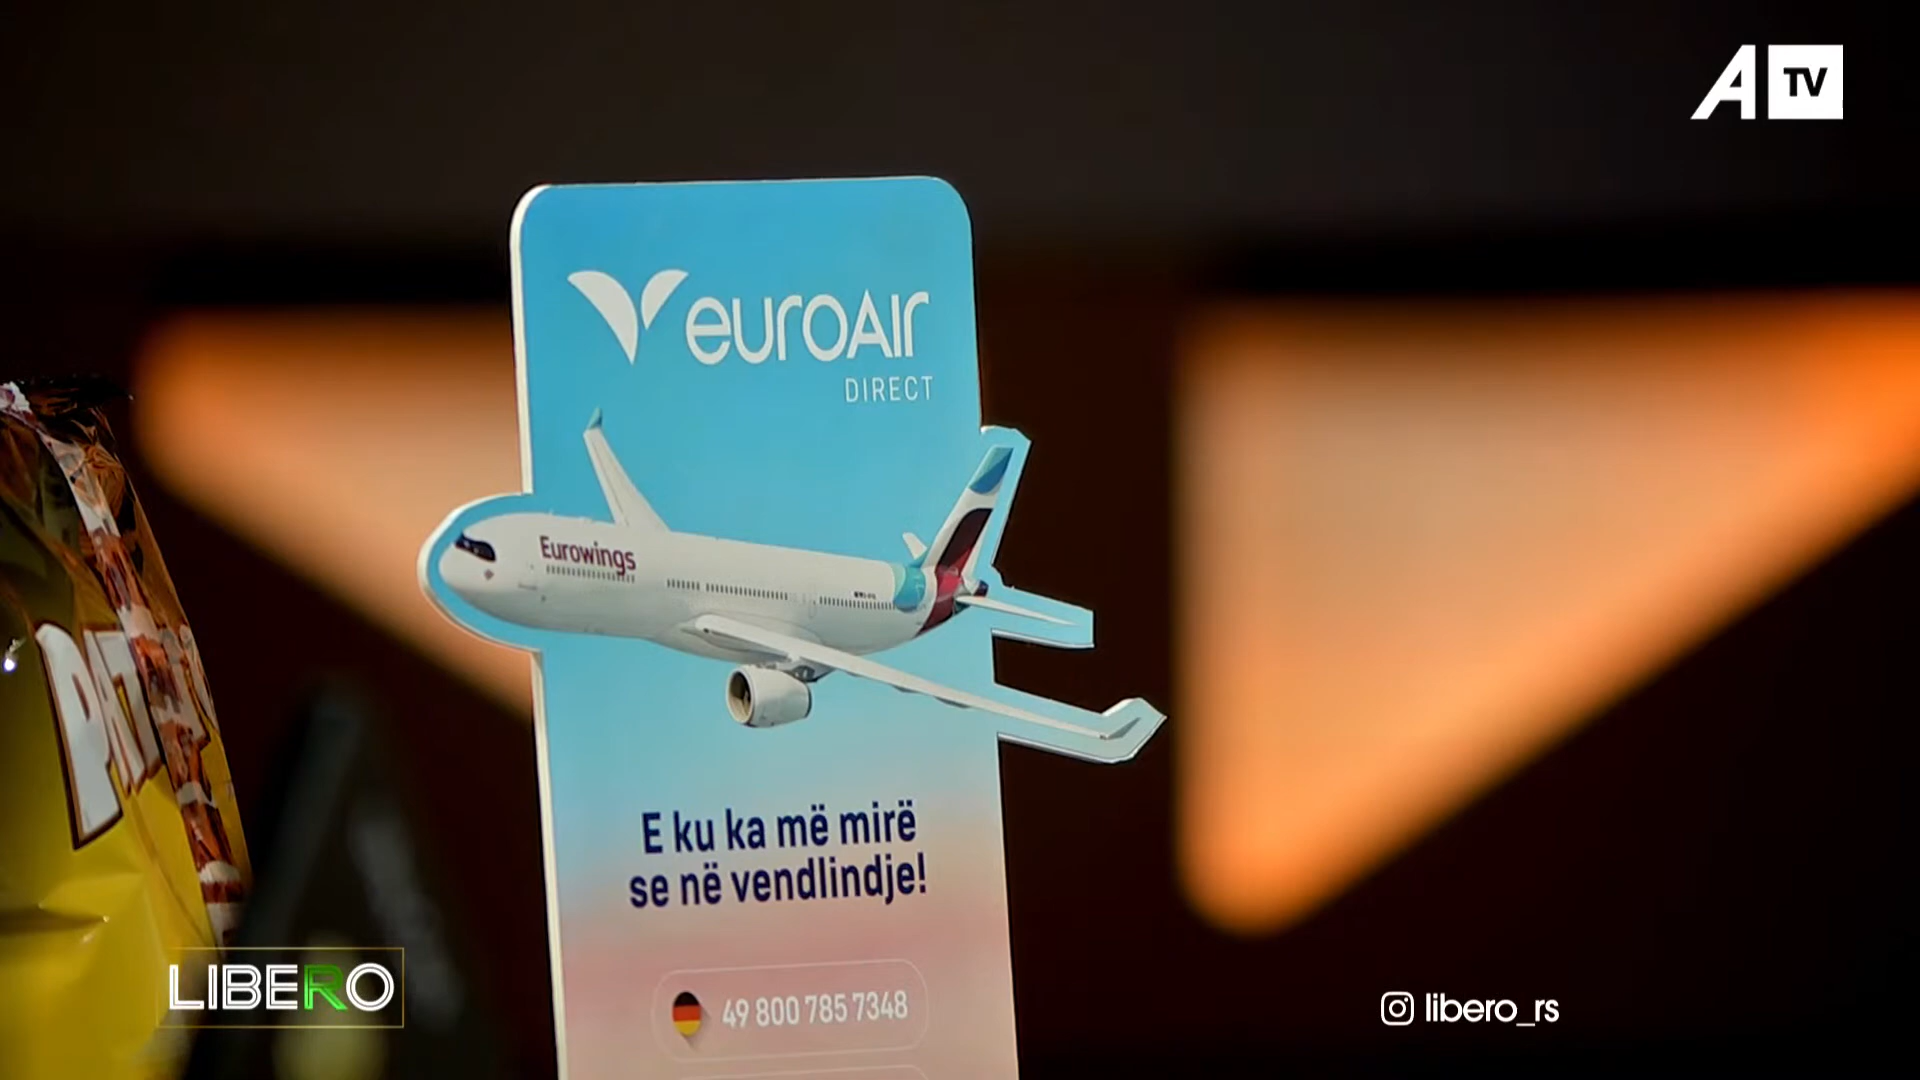 A TV
euroAir
DIRECT
Eurowings
E ku ka më mirë
se në vendlindje!
49 800 785 7348
LIBERO
libero_rs